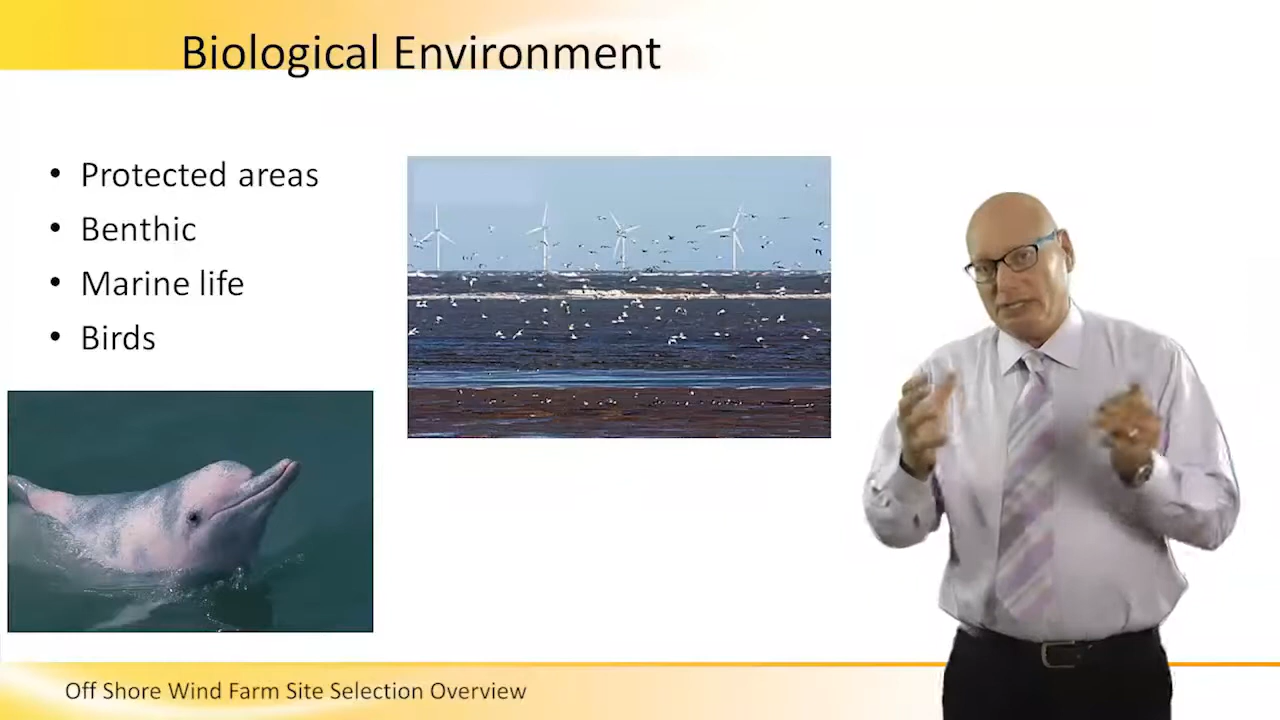 Biological Environment
• Protected areas
• Benthic
• Marine life
• Birds
Off Shore Wind Farm Site Selection Overview